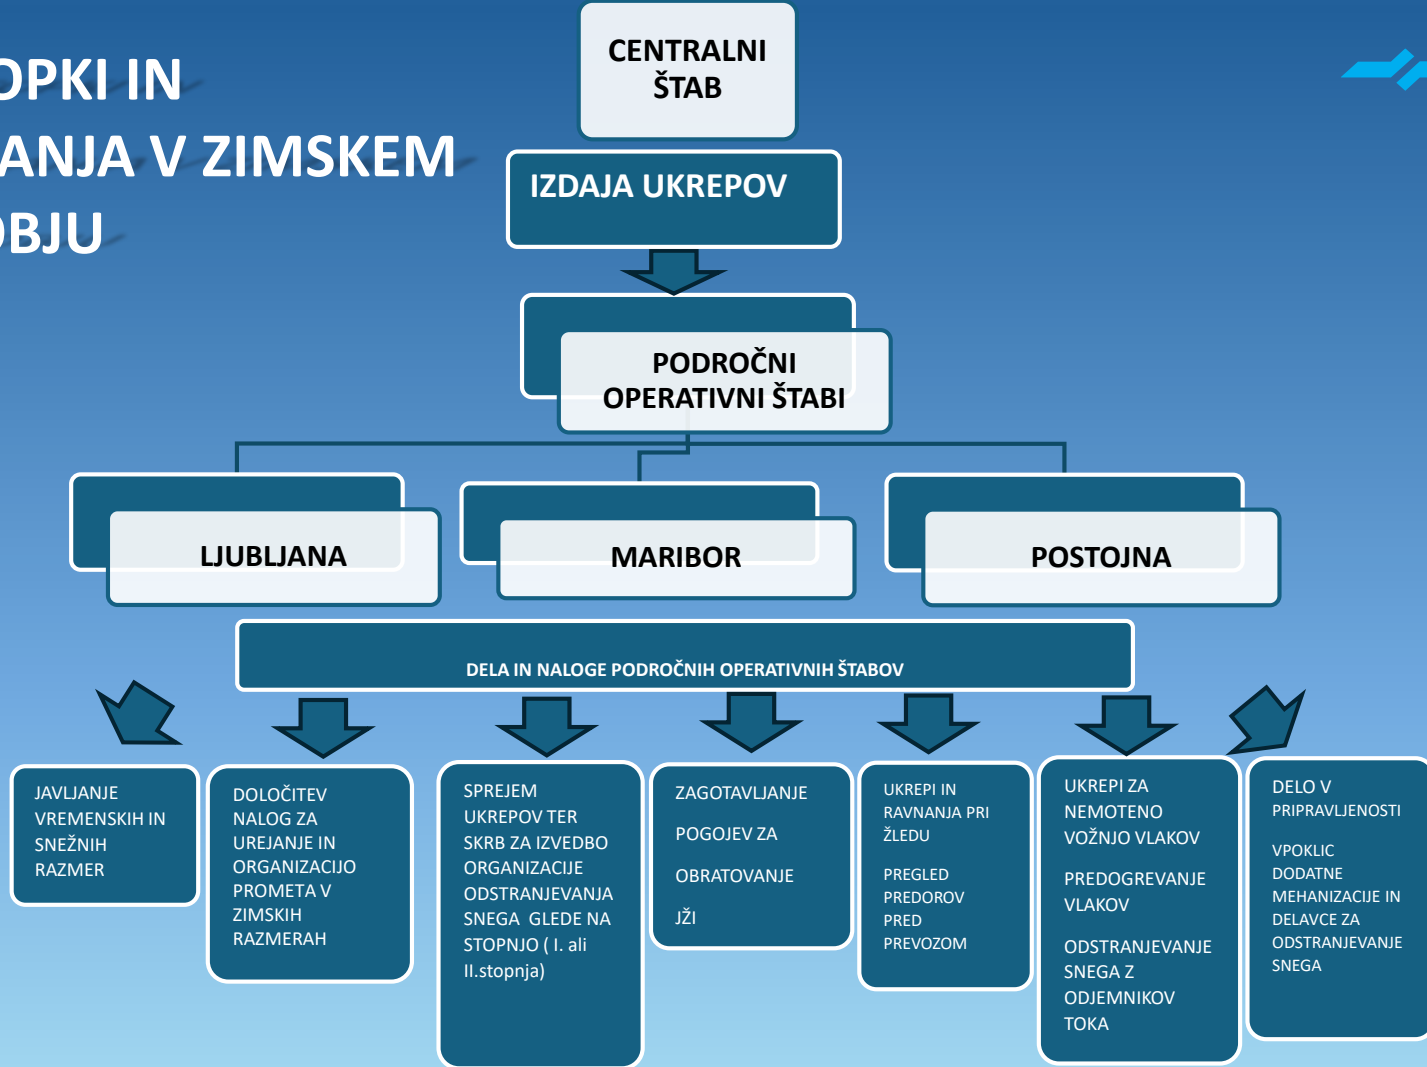 OPKI IN
ANJA V ZIMSKEM
OBJU
CENTRALNI
ŠTAB
IZDAJA UKREPOV
PODROČNI
OPERATIVNI ŠTABI
LJUBLJANA
MARIBOR
POSTOJNA
DELA IN NALOGE PODROČNIH OPERATIVNIH ŠTABOV
JAVLJANJE
VREMENSKIH IN
SNEŽNIH
RAZMER
DOLOČITEV
NALOG ZA
UREJANJE IN
ORGANIZACIJO
PROMETA V
ZIMSKIH
RAZMERAH
SPREJEM
UKREPOV TER
SKRB ZA IZVEDBO
ORGANIZACIJE
ODSTRANJEVANJA
SNEGA GLEDE NA
STOPNJO ( I. ali
II.stopnja)
ZAGOTAVLJANJE
POGOJEV ZA
OBRATOVANJE
JŽI
UKREPI IN
RAVNANJA PRI
ŽLEDU
PREGLED
PREDOROV
PRED
PREVOZOM
UKREPI ZA
NEMOTENO
VOŽNJO VLAKOV
PREDOGREVANJE
VLAKOV
ODSTRANJEVANJE
SNEGA Z
ODJEMNIKOV
TOKA
DELO V
PRIPRAVLJENOSTI
VPOKLIC
DODATNE
MEHANIZACIJE IN
DELAVCE ZA
ODSTRANJEVANJE
SNEGA